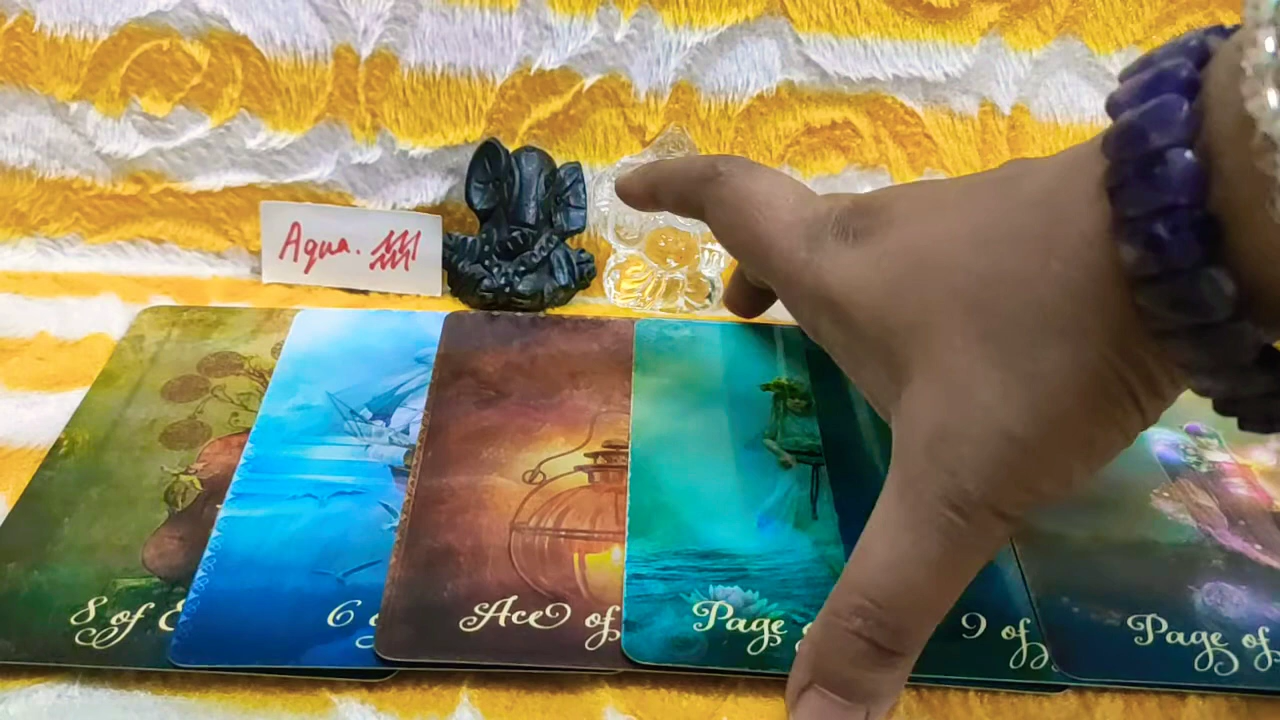 Aqua. ♒
8 of
6
Ace of
Page
9 of
Page of